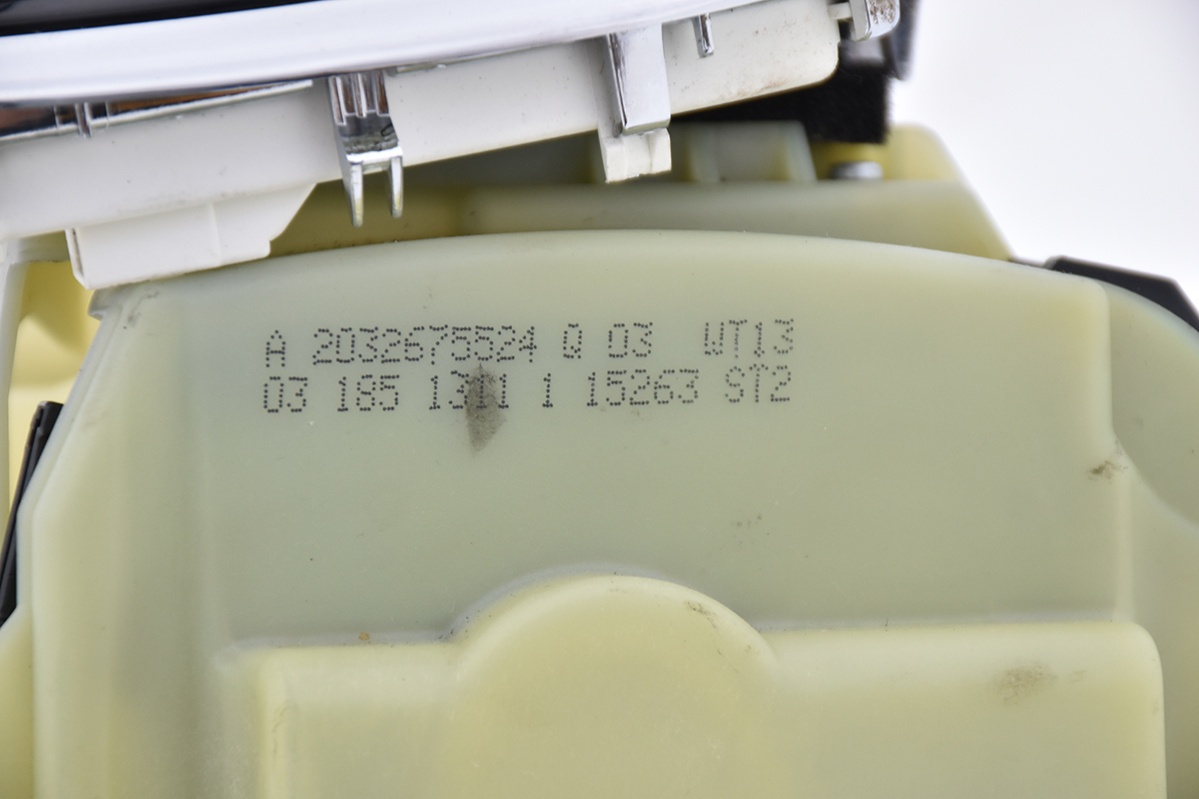 A 2032675524 Q 03 WT13
03 185 1311 1 15263 ST2